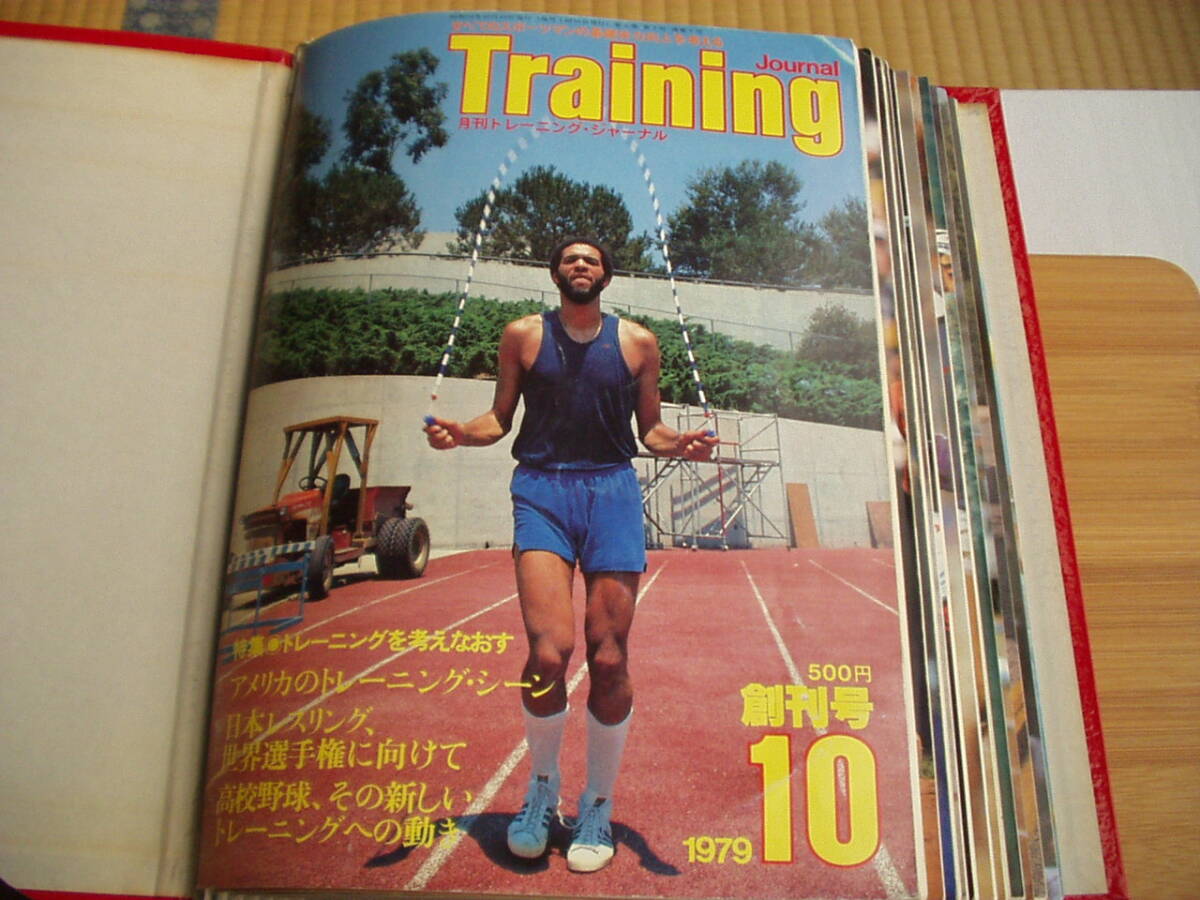 Training
Journal
月刊トレーニング・ジャーナル
特集●トレーニングを考えなおす
アメリカのトレーニング・シーン
日本レスリング、
世界選手権に向けて
高校野球、その新しい
トレーニングへの動き
500円
創刊号
1979 10